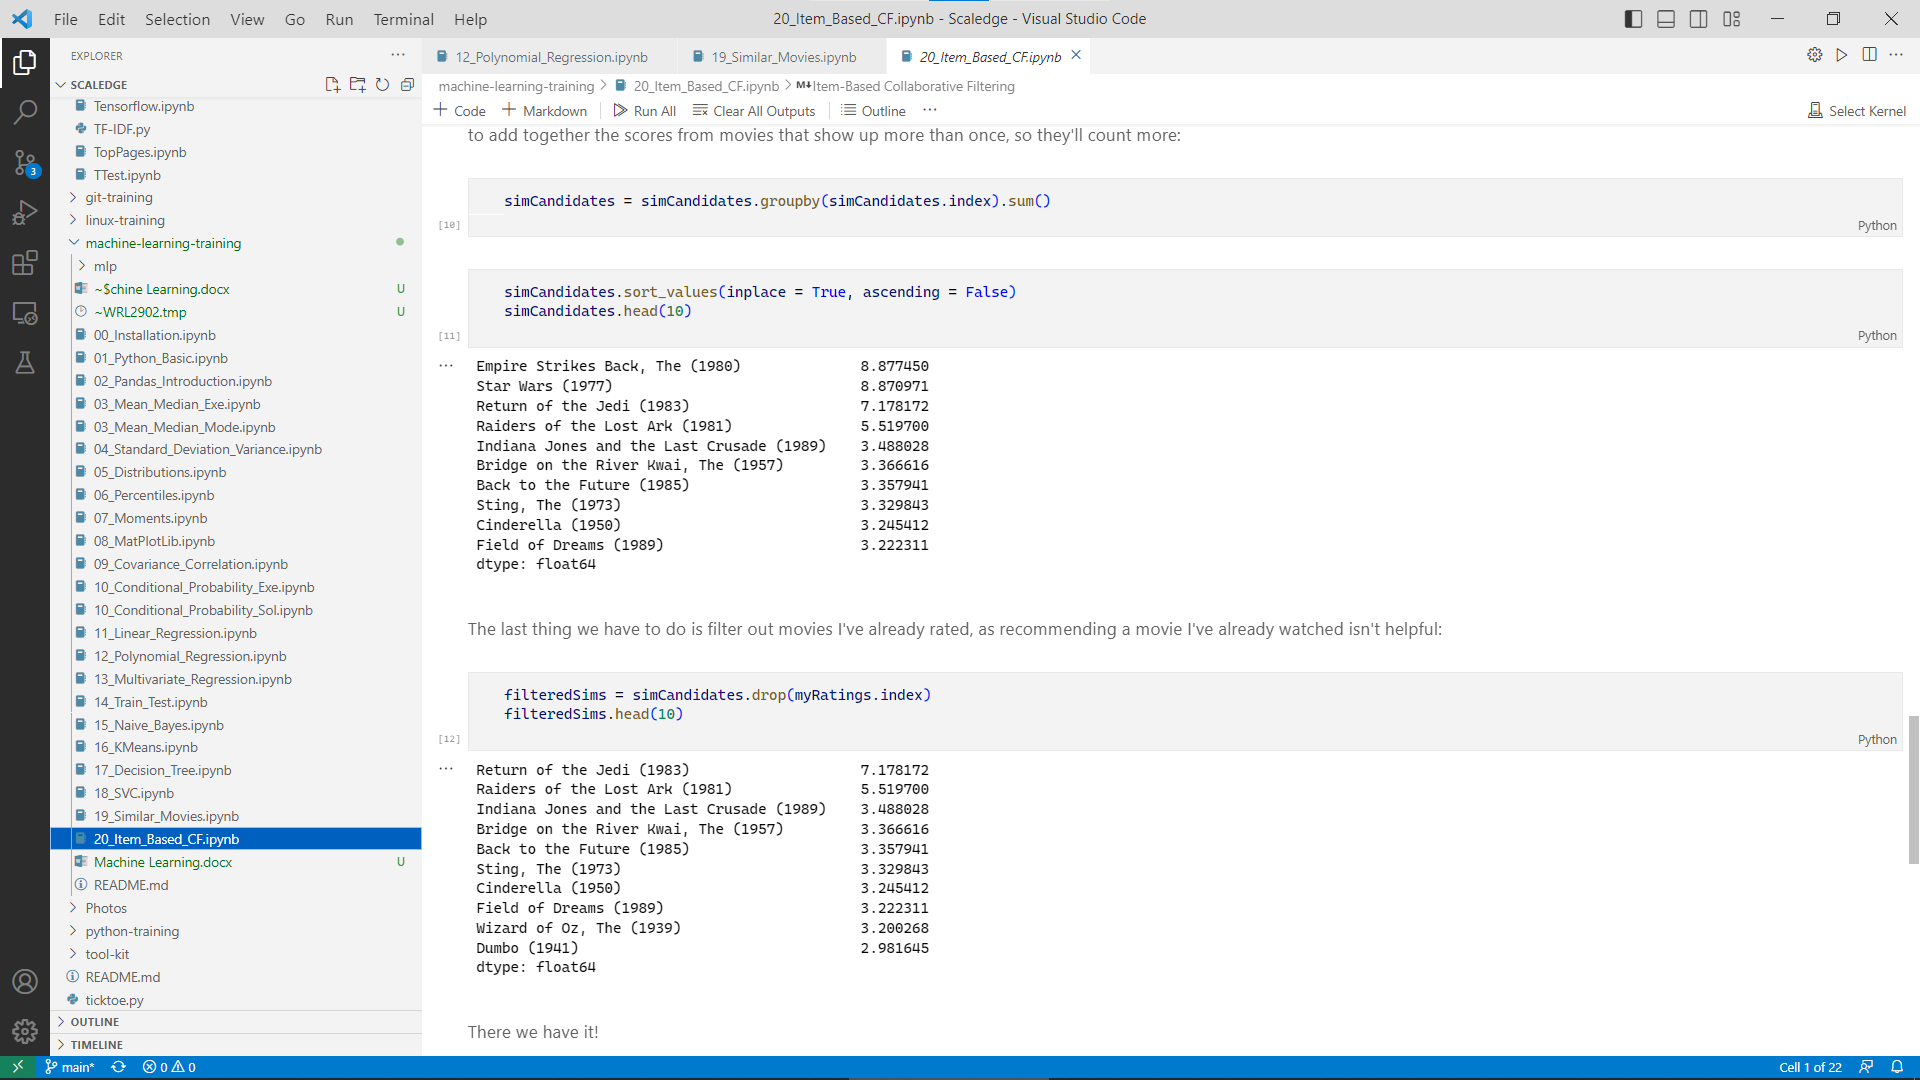 File Edit Selection View Go Run Terminal Help
20_Item_Based_CF.ipynb - Scaledge - Visual Studio Code
EXPLORER
SCALEDGE
Tensorflow.ipynb
TF-IDF.py
TopPages.ipynb
TTest.ipynb
git-training
linux-training
machine-learning-training
mlp
~$chine Learning.docx U
~WRL2902.tmp U
00_Installation.ipynb
01_Python_Basic.ipynb
02_Pandas_Introduction.ipynb
03_Mean_Median_Exe.ipynb
03_Mean_Median_Mode.ipynb
04_Standard_Deviation_Variance.ipynb
05_Distributions.ipynb
06_Percentiles.ipynb
07_Moments.ipynb
08_MatPlotLib.ipynb
09_Covariance_Correlation.ipynb
10_Conditional_Probability_Exe.ipynb
10_Conditional_Probability_Sol.ipynb
11_Linear_Regression.ipynb
12_Polynomial_Regression.ipynb
13_Multivariate_Regression.ipynb
14_Train_Test.ipynb
15_Naive_Bayes.ipynb
16_KMeans.ipynb
17_Decision_Tree.ipynb
18_SVC.ipynb
19_Similar_Movies.ipynb
20_Item_Based_CF.ipynb
Machine Learning.docx U
README.md
Photos
python-training
tool-kit
README.md
ticktoe.py
OUTLINE
TIMELINE
3
12_Polynomial_Regression.ipynb 19_Similar_Movies.ipynb 20_Item_Based_CF.ipynb
machine-learning-training > 20_Item_Based_CF.ipynb > M↓Item-Based Collaborative Filtering
+ Code + Markdown Run All Clear All Outputs Outline ... Select Kernel
to add together the scores from movies that show up more than once, so they'll count more:
simCandidates = simCandidates.groupby(simCandidates.index).sum()
[10] Python
simCandidates.sort_values(inplace = True, ascending = False)
simCandidates.head(10)
[11] Python
Empire Strikes Back, The (1980) 8.877450
Star Wars (1977) 8.870971
Return of the Jedi (1983) 7.178172
Raiders of the Lost Ark (1981) 5.519700
Indiana Jones and the Last Crusade (1989) 3.488028
Bridge on the River Kwai, The (1957) 3.366616
Back to the Future (1985) 3.357941
Sting, The (1973) 3.329843
Cinderella (1950) 3.245412
Field of Dreams (1989) 3.222311
dtype: float64
The last thing we have to do is filter out movies I've already rated, as recommending a movie I've already watched isn't helpful:
filteredSims = simCandidates.drop(myRatings.index)
filteredSims.head(10)
[12] Python
Return of the Jedi (1983) 7.178172
Raiders of the Lost Ark (1981) 5.519700
Indiana Jones and the Last Crusade (1989) 3.488028
Bridge on the River Kwai, The (1957) 3.366616
Back to the Future (1985) 3.357941
Sting, The (1973) 3.329843
Cinderella (1950) 3.245412
Field of Dreams (1989) 3.222311
Wizard of Oz, The (1939) 3.200268
Dumbo (1941) 2.981645
dtype: float64
There we have it!
main* 0 0 Cell 1 of 22